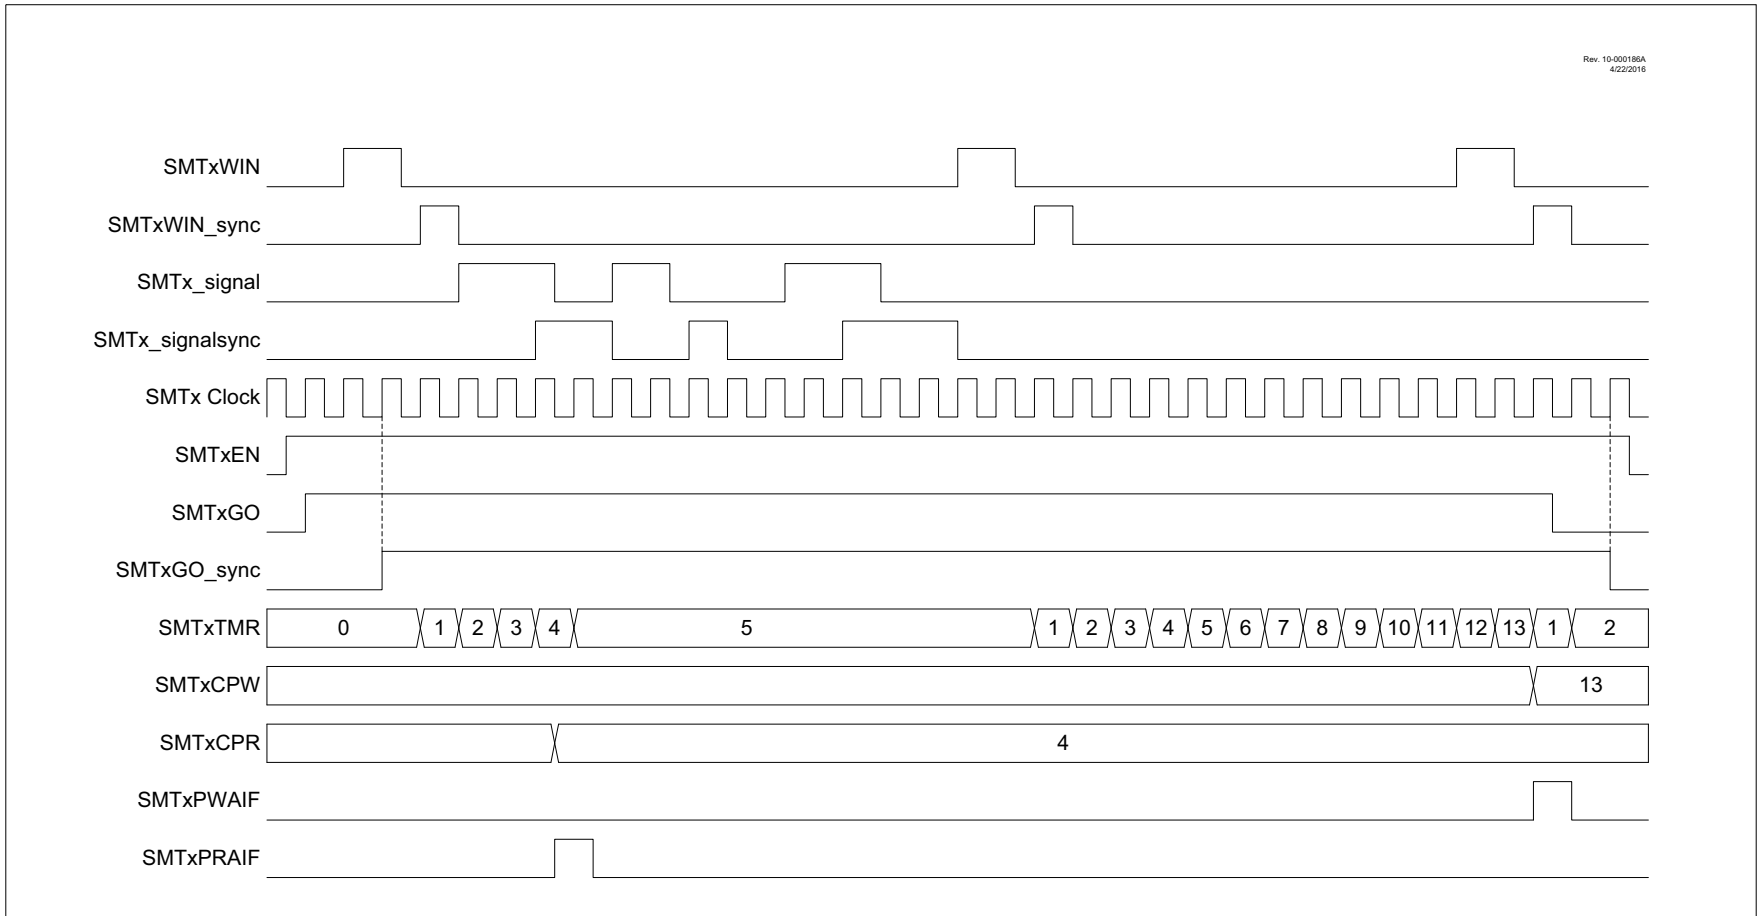 Rev. 10-000186A
4/22/2016
SMTxWIN
SMTxWIN_sync
SMTx_signal
SMTx_signalsync
SMTx Clock
SMTxEN
SMTxGO
SMTxGO_sync
SMTxTMR 0 1 2 3 4 5 1 2 3 4 5 6 7 8 9 10 11 12 13 1 2
SMTxCPW 13
SMTxCPR 4
SMTxPWAIF
SMTxPRAIF